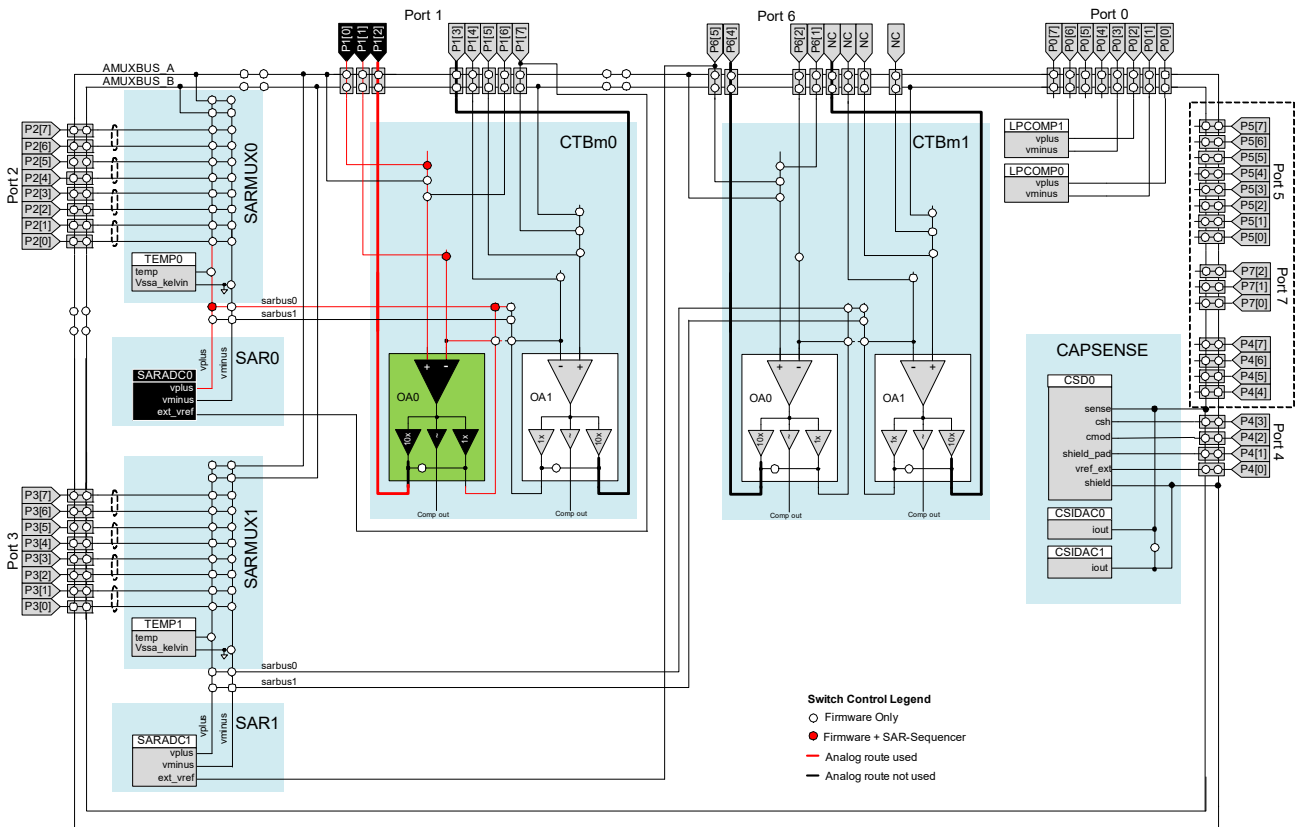 Port 1
Port 6
Port 0
P1[0]
P1[1]
P1[2]
P1[3]
P1[4]
P1[5]
P1[6]
P1[7]
P6[5]
P6[4]
P6[2]
P6[1]
NC
NC
NC
NC
P0[7]
P0[6]
P0[5]
P0[4]
P0[3]
P0[2]
P0[1]
P0[0]
AMUXBUS_A
AMUXBUS_B
Port 2
P2[7]
P2[6]
P2[5]
P2[4]
P2[3]
P2[2]
P2[1]
P2[0]
SARMUX0
TEMP0
temp
Vssa_kelvin
sarbus0
sarbus1
vplus
vminus
SAR0
SARADC0
vplus
vminus
ext_vref
CTBm0
+
-
OA0
10x
~
1x
-
+
OA1
1x
~
10x
Comp out
Comp out
CTBm1
+
-
OA0
10x
~
1x
-
+
OA1
1x
~
10x
Comp out
Comp out
LPCOMP1
vplus
vminus
LPCOMP0
vplus
vminus
P5[7]
P5[6]
P5[5]
P5[4]
P5[3]
P5[2]
P5[1]
P5[0]
Port 5
P7[2]
P7[1]
P7[0]
Port 7
P4[7]
P4[6]
P4[5]
P4[4]
P4[3]
P4[2]
P4[1]
P4[0]
Port 4
CAPSENSE
CSD0
sense
csh
cmod
shield_pad
vref_ext
shield
CSIDAC0
iout
CSIDAC1
iout
Port 3
P3[7]
P3[6]
P3[5]
P3[4]
P3[3]
P3[2]
P3[1]
P3[0]
SARMUX1
TEMP1
temp
Vssa_kelvin
sarbus0
sarbus1
vplus
vminus
SAR1
SARADC1
vplus
vminus
ext_vref
Switch Control Legend
Firmware Only
Firmware + SAR-Sequencer
Analog route used
Analog route not used